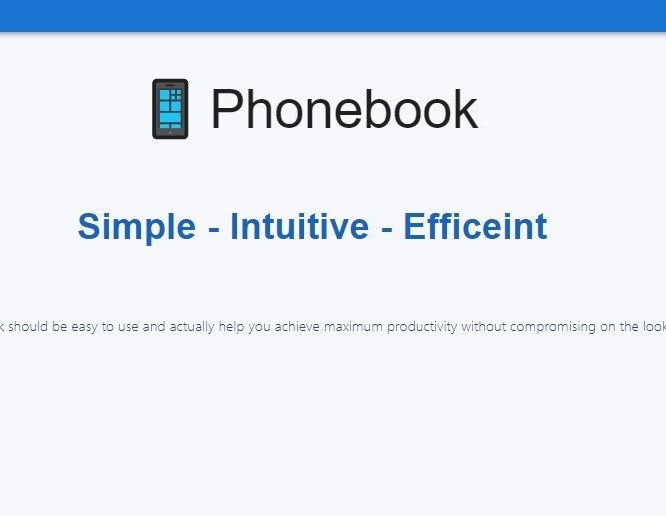 Phonebook
Simple - Intuitive - Efficeint
should be easy to use and actually help you achieve maximum productivity without compromising on the look